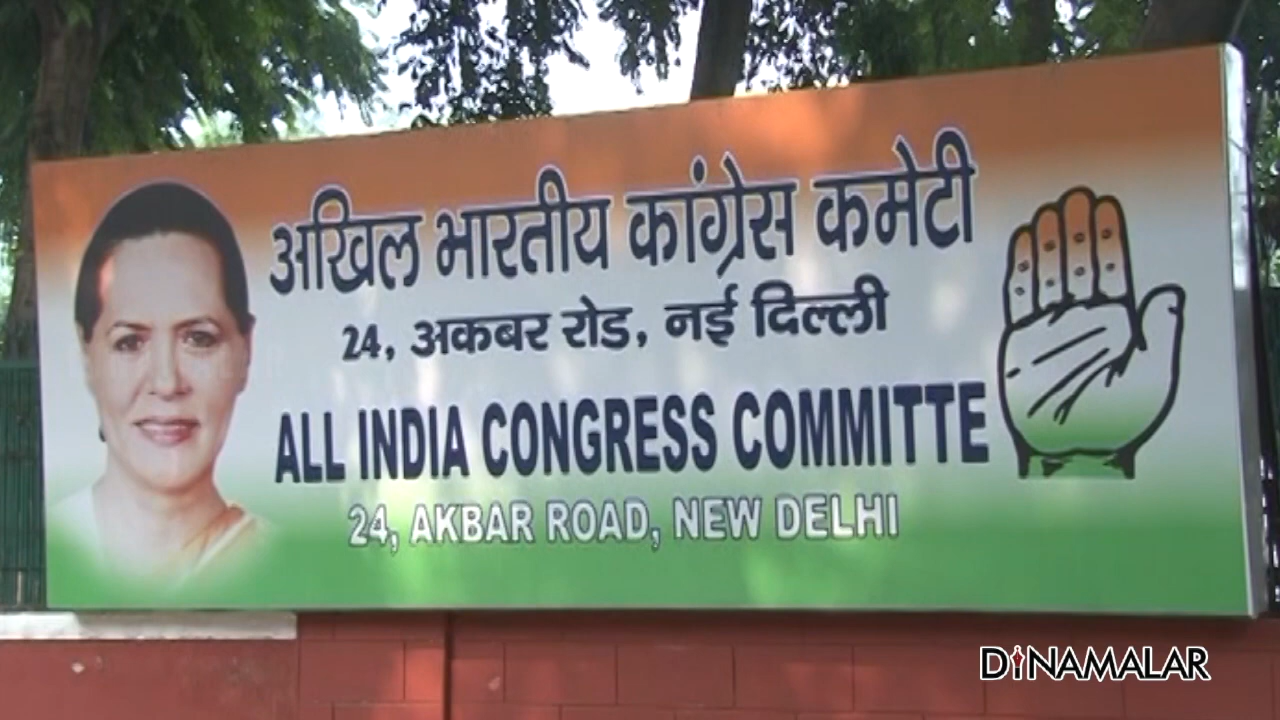 अखिल भारतीय कांग्रेस कमेटी
24, अकबर रोड, नई दिल्ली
ALL INDIA CONGRESS COMMITTE
24, AKBAR ROAD, NEW DELHI
DINAMALAR